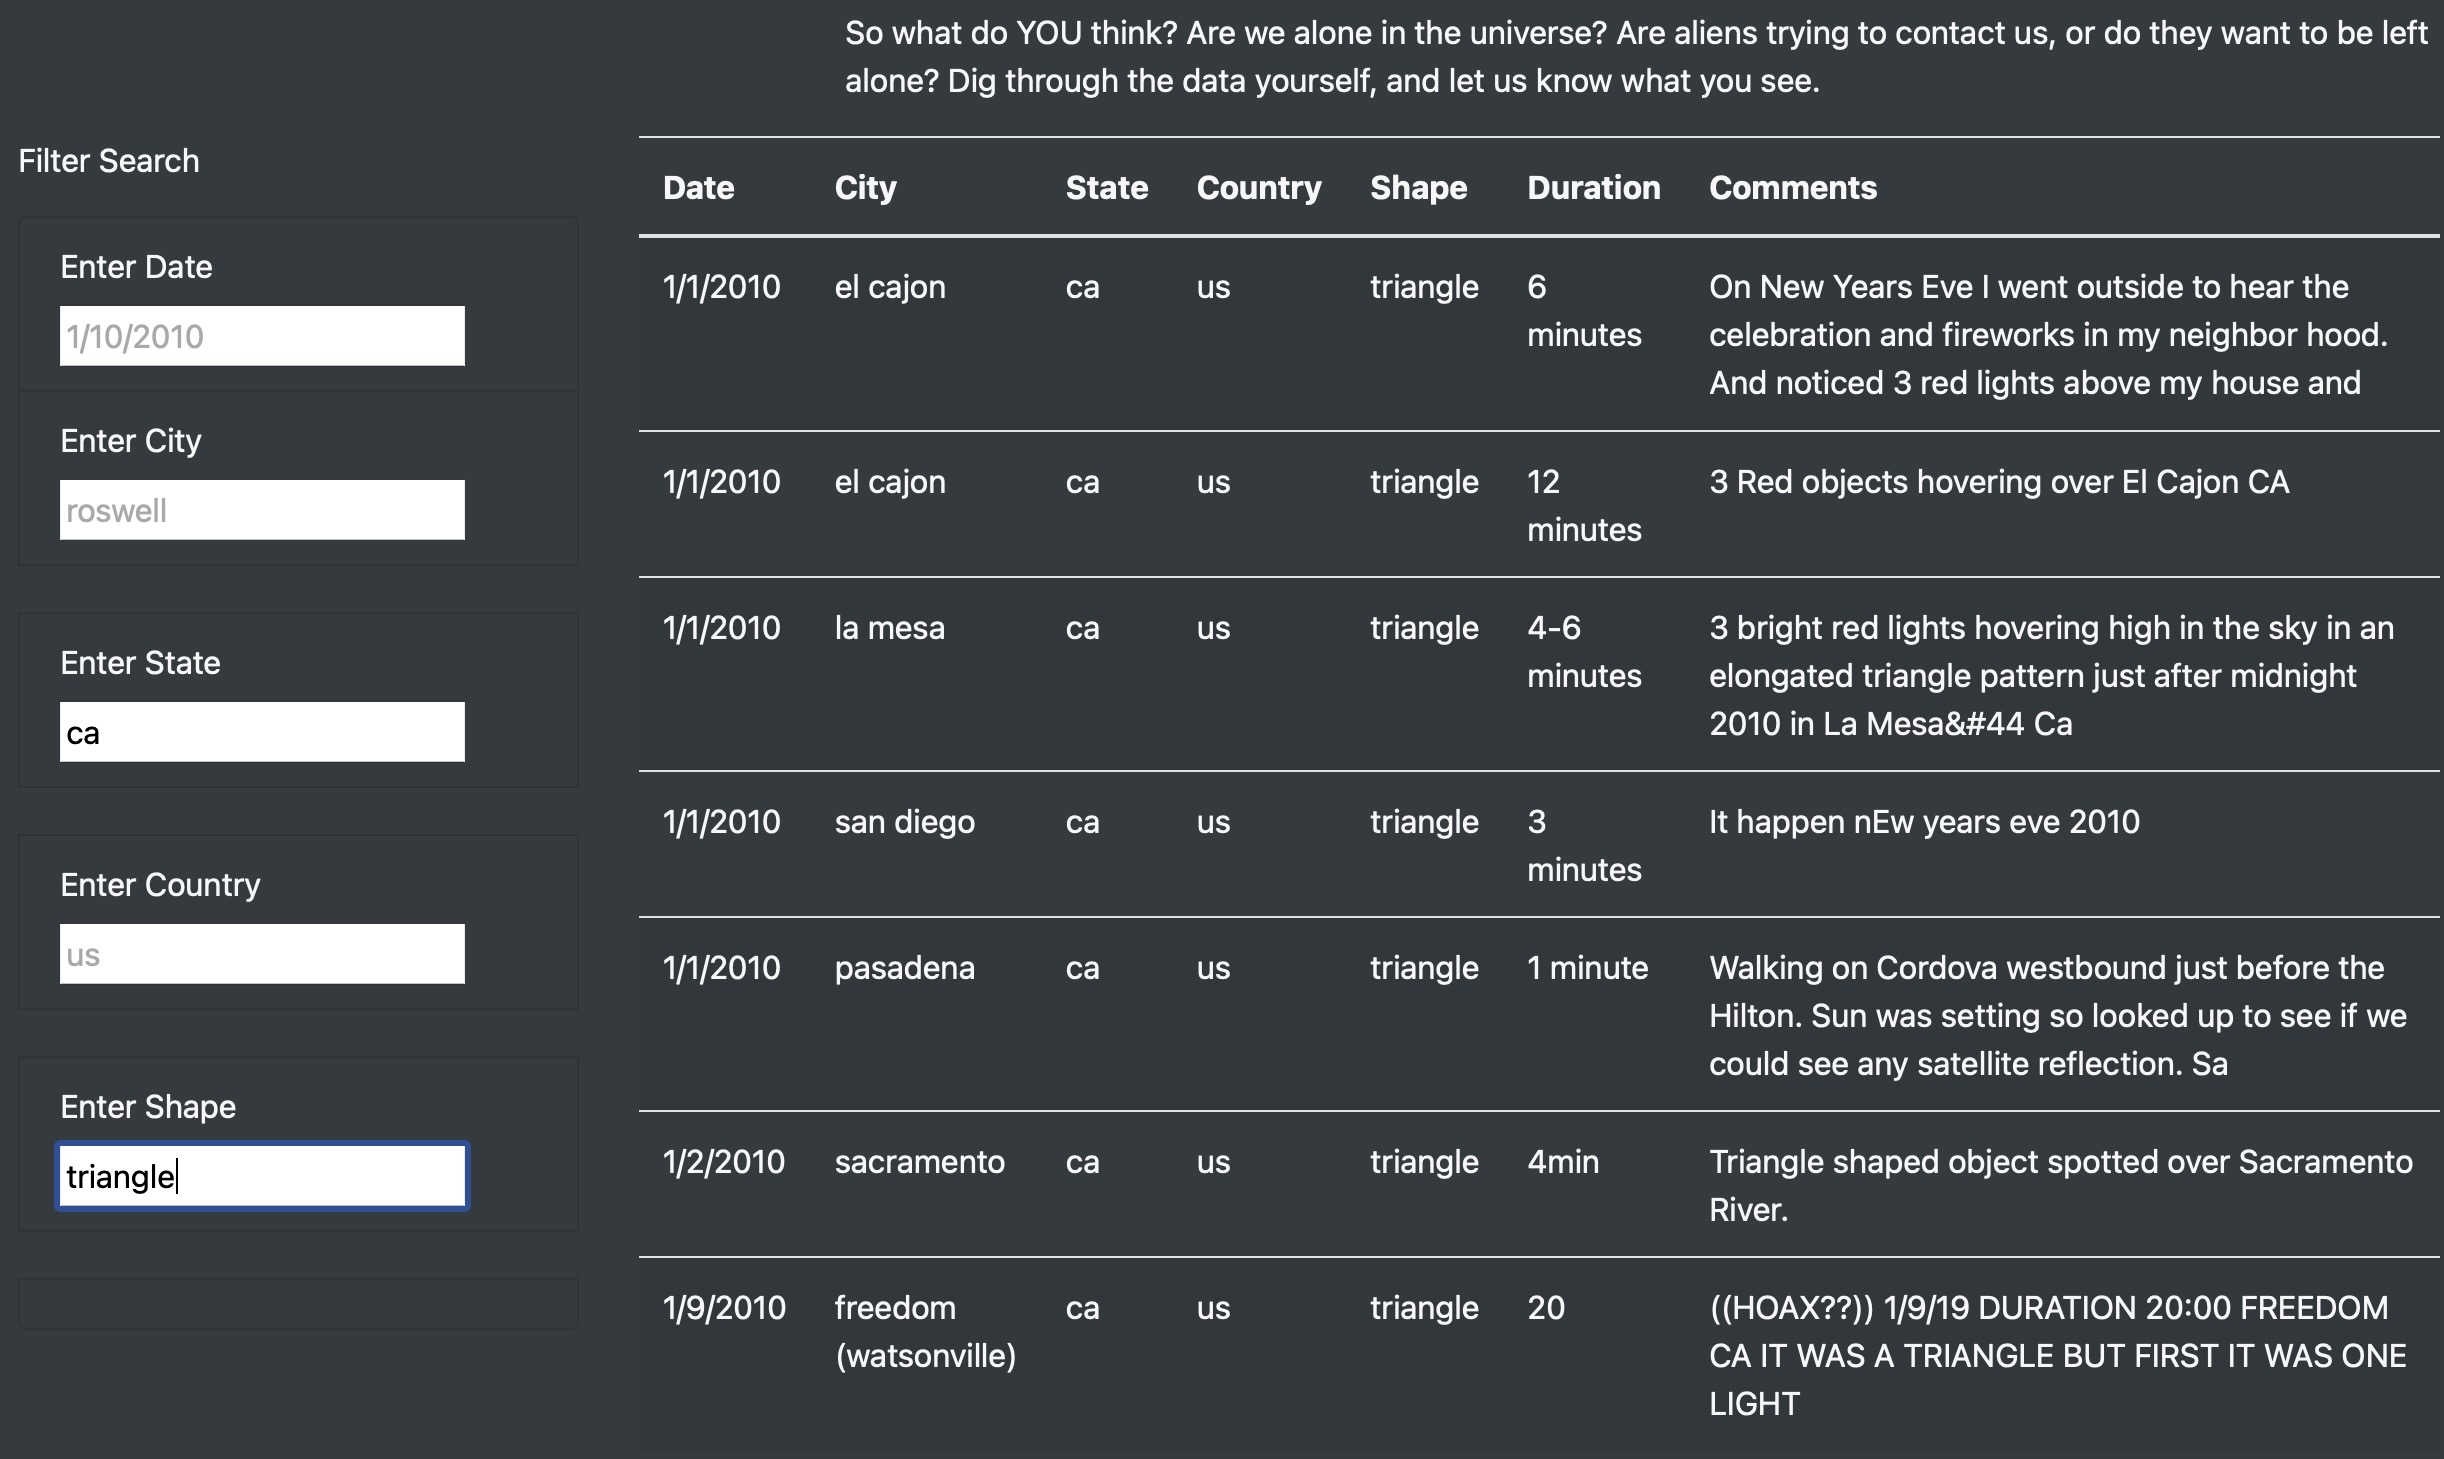 So what do YOU think? Are we alone in the universe? Are aliens trying to contact us, or do they want to be left
alone? Dig through the data yourself, and let us know what you see.
Filter Search
Enter Date
1/10/2010
Enter City
roswell
Enter State
ca
Enter Country
us
Enter Shape
triangle
Date City State Country Shape Duration Comments
1/1/2010 el cajon ca us triangle 6 On New Years Eve I went outside to hear the
minutes celebration and fireworks in my neighbor hood.
And noticed 3 red lights above my house and
1/1/2010 el cajon ca us triangle 12 3 Red objects hovering over El Cajon CA
minutes
1/1/2010 la mesa ca us triangle 4-6 3 bright red lights hovering high in the sky in an
minutes elongated triangle pattern just after midnight
2010 in La Mesa&#44 Ca
1/1/2010 san diego ca us triangle 3 It happen nEw years eve 2010
minutes
1/1/2010 pasadena ca us triangle 1 minute Walking on Cordova westbound just before the
Hilton. Sun was setting so looked up to see if we
could see any satellite reflection. Sa
1/2/2010 sacramento ca us triangle 4min Triangle shaped object spotted over Sacramento
River.
1/9/2010 freedom ca us triangle 20 ((HOAX??)) 1/9/19 DURATION 20:00 FREEDOM
(watsonville) CA IT WAS A TRIANGLE BUT FIRST IT WAS ONE
LIGHT